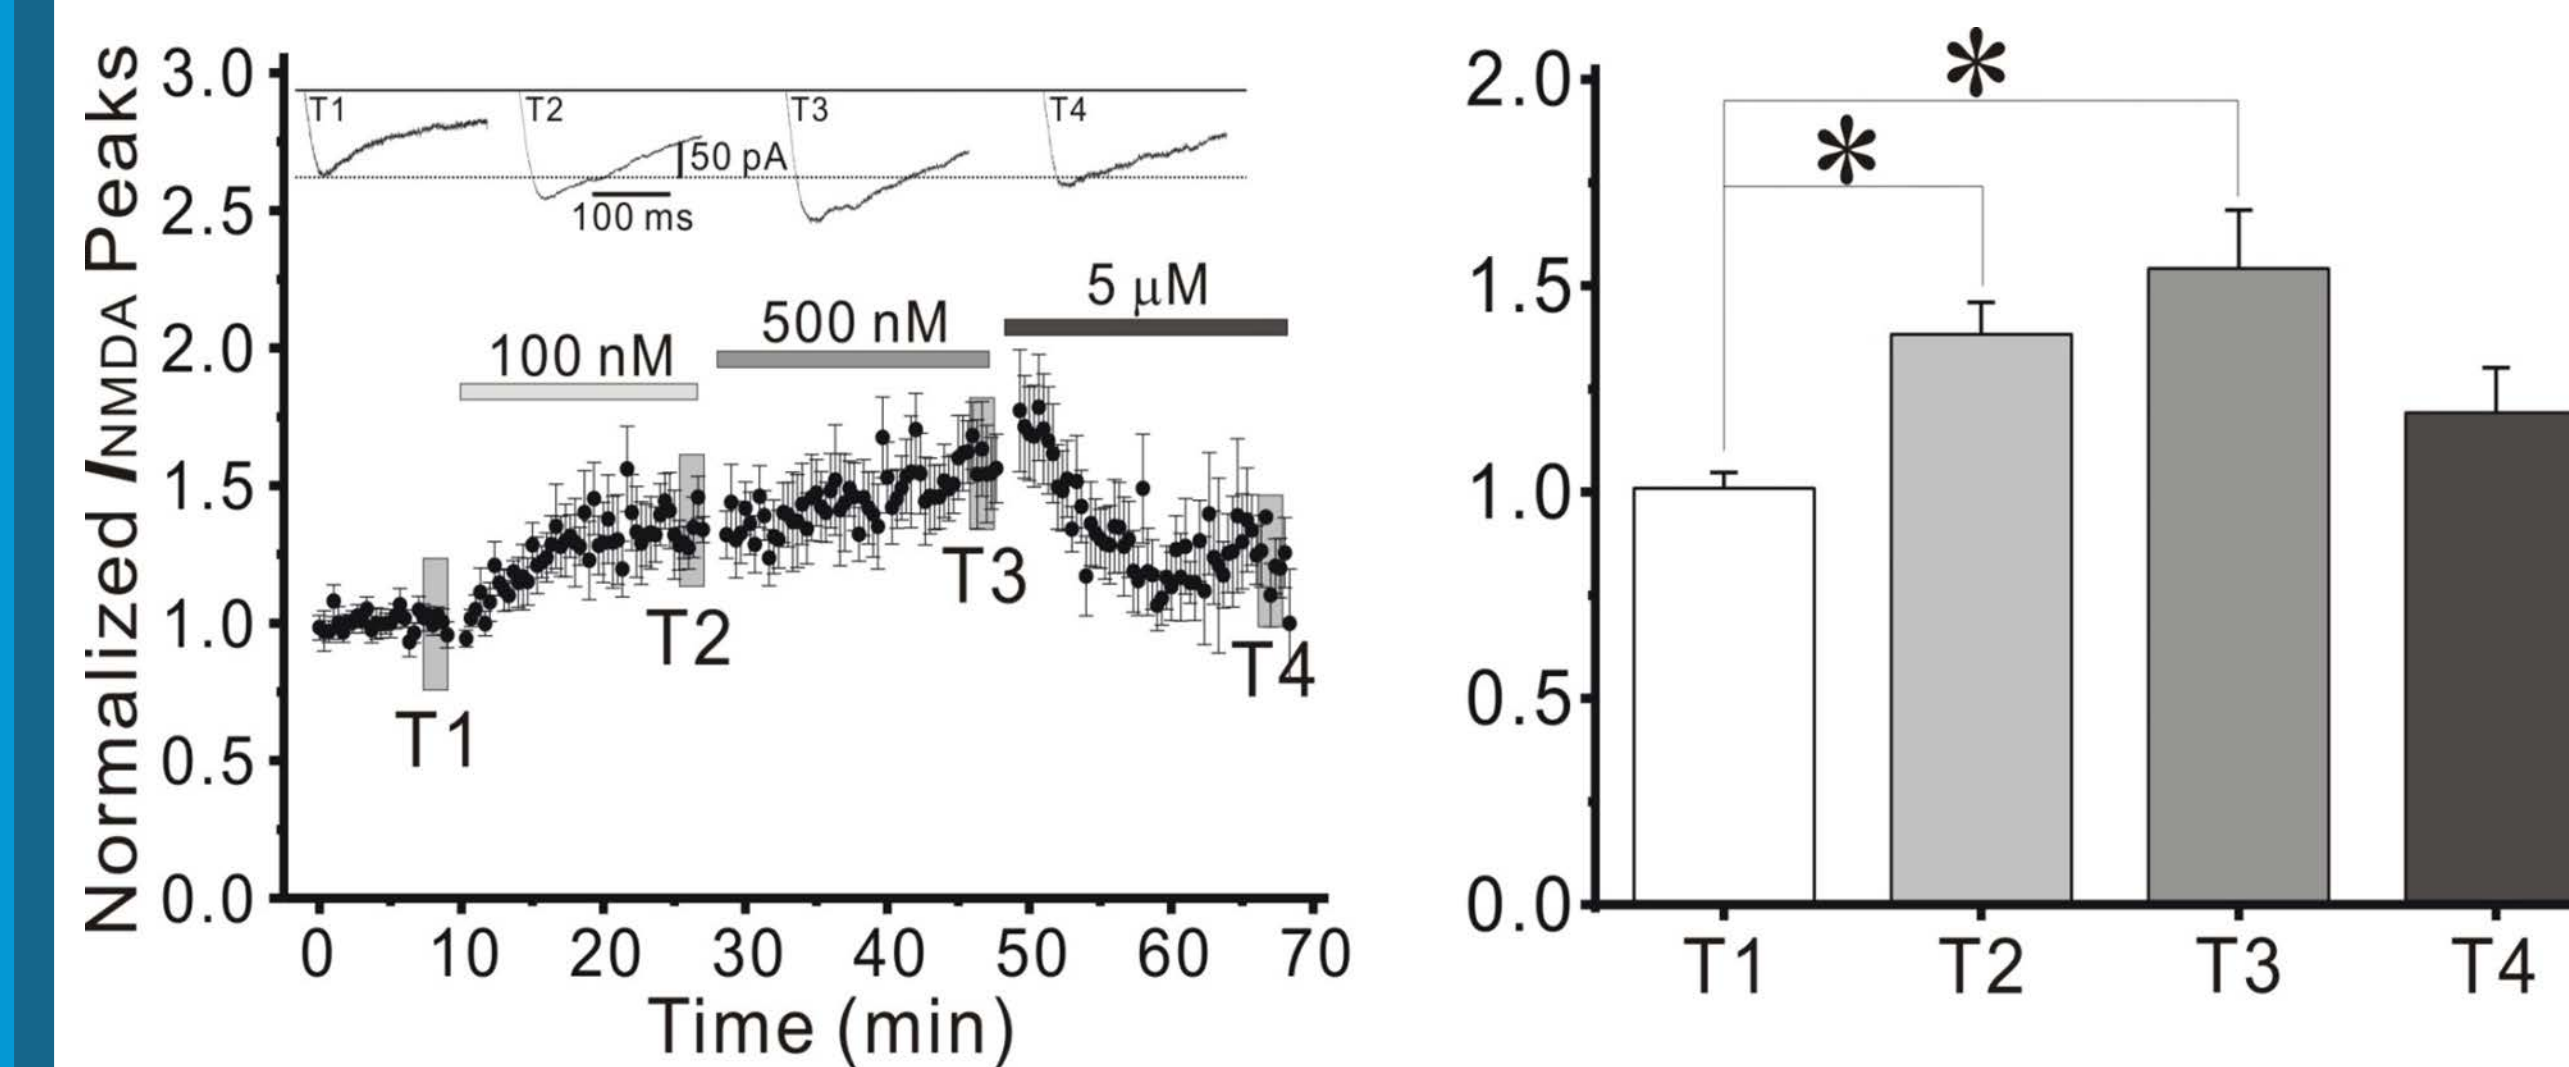 Normalized INMDA Peaks
3.0
2.5
2.0
1.5
1.0
0.5
0.0
T1
T2
T3
T4
50 pA
100 ms
100 nM
500 nM
5 μM
T1
T2
T3
T4
0
10
20
30
40
50
60
70
Time (min)
2.0
1.5
1.0
0.5
0.0
*
*
T1
T2
T3
T4